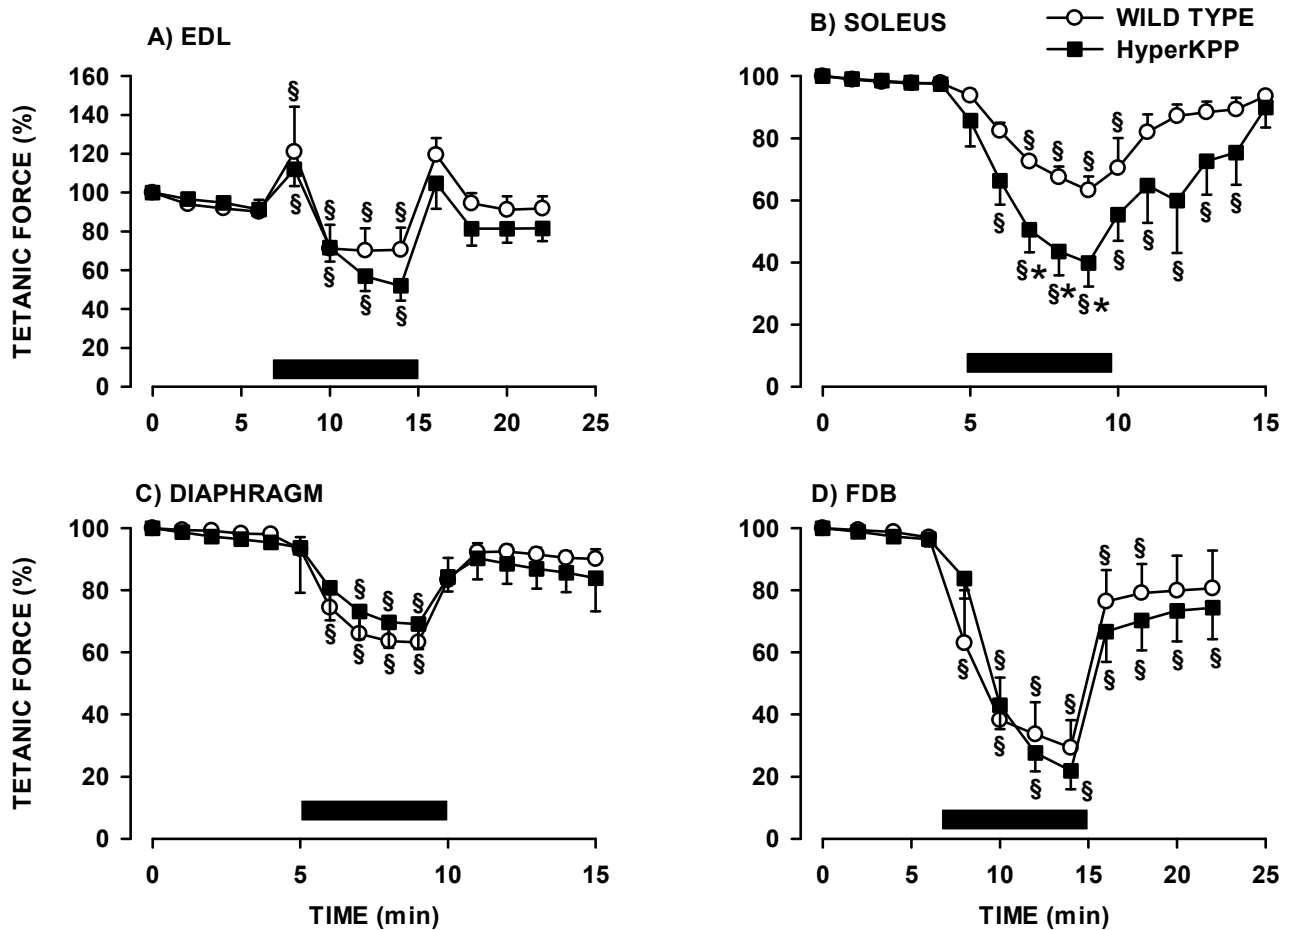 A) EDL
B) SOLEUS
WILD TYPE
HyperKPP
TETANIC FORCE (%)
160
140
120
100
80
60
40
20
0
0 5 10 15 20 25
§
§
§ § §
§ § §
100
80
60
40
20
0
0 5 10 15
§ § § §
§ §* §* §* § § § § §
C) DIAPHRAGM
D) FDB
TETANIC FORCE (%)
100
80
60
40
20
0
0 5 10 15
TIME (min)
§ § §
§ § § §
100
80
60
40
20
0
0 5 10 15 20 25
TIME (min)
§ § § § §
§ § § § § § § §